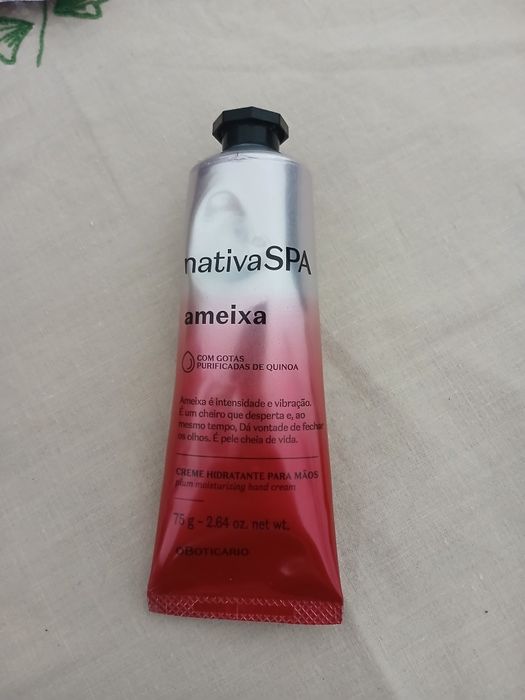 nativaSPA
ameixa
COM GOTAS
PURIFICADAS DE QUINOA
Ameixa é intensidade e vibração.
É um cheiro que desperta e, ao
mesmo tempo, Dá vontade de fechar
os olhos. É pele cheia de vida.
CREME HIDRATANTE PARA MÃOS
plum moisturizing hand cream
75 g - 2.64 oz. net wt.
OBOTICÁRIO